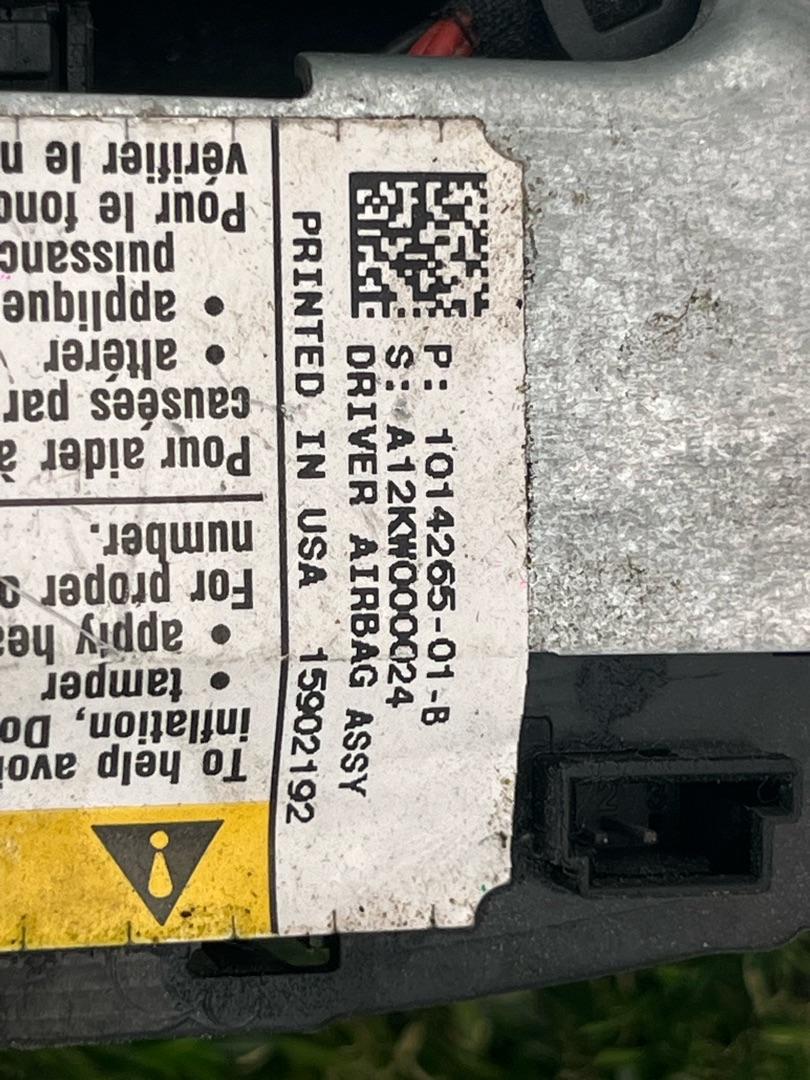 P: 1014265-01-B
S: A12KW000024
DRIVER AIRBAG ASSY
PRINTED IN USA 15902192
To help avoi
inflation, Do
• tamper
• apply hea
For proper
number.
Pour aider à
causées par
• altérer
• applique
puissanc
Pour le fonc
vérifier le n